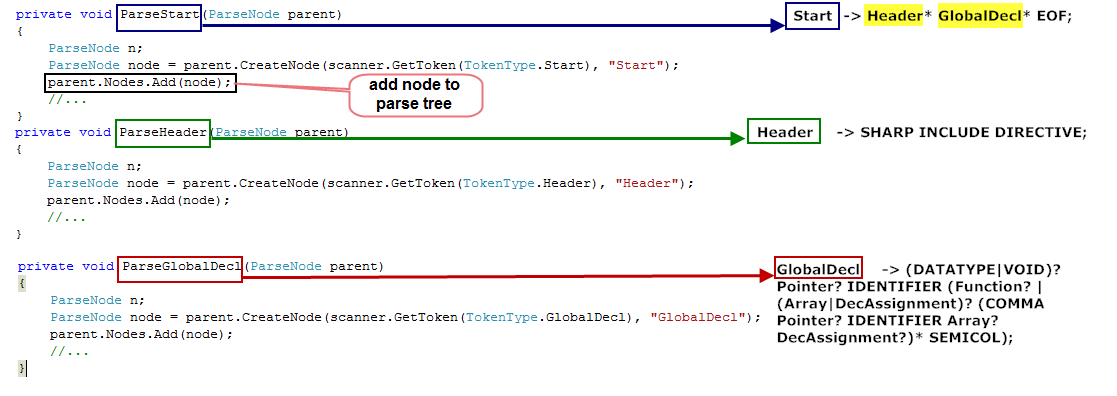 private void ParseStart(ParseNode parent)
Start -> Header* GlobalDecl* EOF;
{
ParseNode n;
ParseNode node = parent.CreateNode(scanner.GetToken(TokenType.Start), "Start");
parent.Nodes.Add(node);
add node to
parse tree
//...
}
private void ParseHeader(ParseNode parent)
Header -> SHARP INCLUDE DIRECTIVE;
{
ParseNode n;
ParseNode node = parent.CreateNode(scanner.GetToken(TokenType.Header), "Header");
parent.Nodes.Add(node);
//...
}
private void ParseGlobalDecl(ParseNode parent)
GlobalDecl -> (DATATYPE|VOID)?
Pointer? IDENTIFIER (Function? |
(Array|DecAssignment)? (COMMA
Pointer? IDENTIFIER Array?
DecAssignment?)* SEMICOL);
{
ParseNode n;
ParseNode node = parent.CreateNode(scanner.GetToken(TokenType.GlobalDecl), "GlobalDecl");
parent.Nodes.Add(node);
//...
}